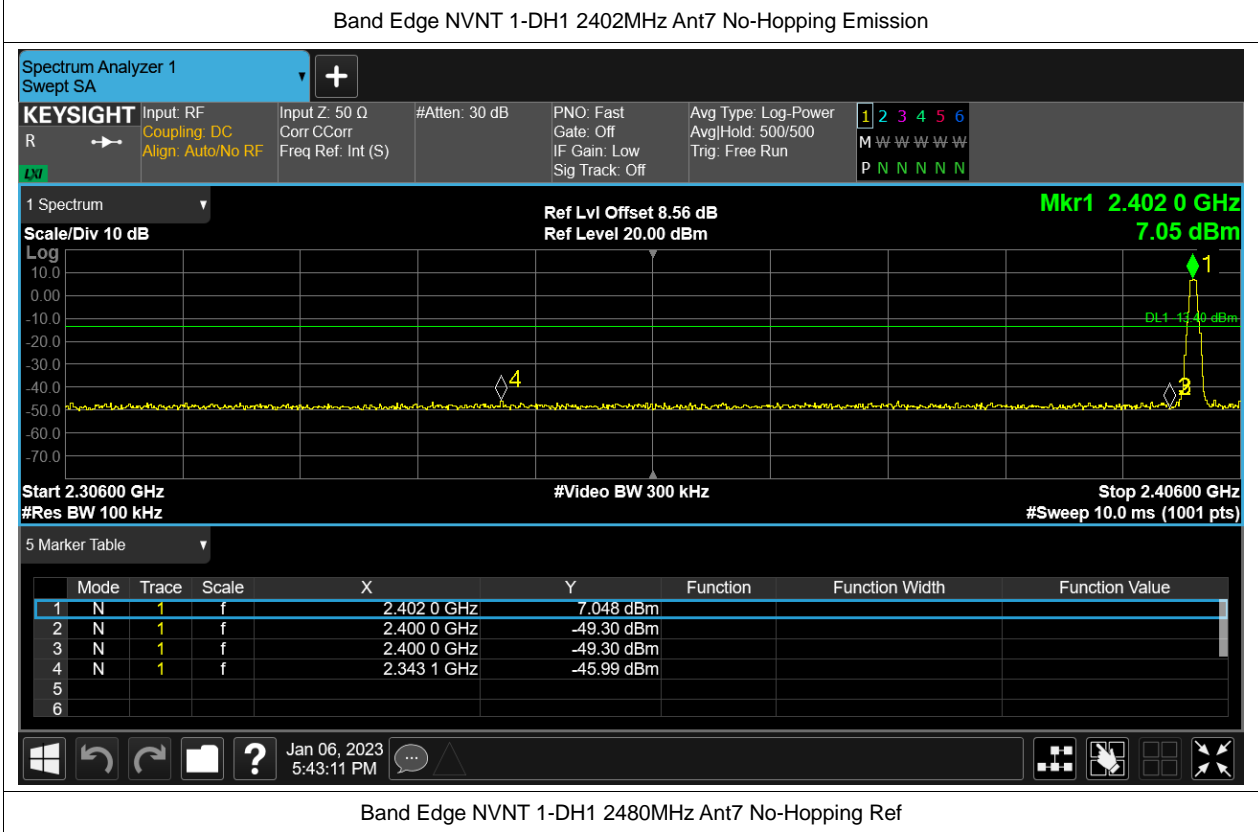 Band Edge NVNT 1-DH1 2402MHz Ant7 No-Hopping Emission
Spectrum Analyzer 1
Swept SA
KEYSIGHT
R
LXI
Input: RF
Coupling: DC
Align: Auto/No RF
Input Z: 50 Ω
Corr CCorr
Freq Ref: Int (S)
#Atten: 30 dB
PNO: Fast
Gate: Off
IF Gain: Low
Sig Track: Off
Avg Type: Log-Power
Avg|Hold: 500/500
Trig: Free Run
1 2 3 4 5 6
M W W W W W
P N N N N N
1 Spectrum
Scale/Div 10 dB
Ref Lvl Offset 8.56 dB
Ref Level 20.00 dBm
Mkr1 2.402 0 GHz
7.05 dBm
Log
10.0
0.00
-10.0
-20.0
-30.0
-40.0
-50.0
-60.0
-70.0
1
DL1 -13.40 dBm
4
Start 2.30600 GHz
#Video BW 300 kHz
Stop 2.40600 GHz
#Res BW 100 kHz
#Sweep 10.0 ms (1001 pts)
5 Marker Table
Mode Trace Scale X Y Function Function Width Function Value
1 N 1 f 2.402 0 GHz 7.048 dBm
2 N 1 f 2.400 0 GHz -49.30 dBm
3 N 1 f 2.400 0 GHz -49.30 dBm
4 N 1 f 2.343 1 GHz -45.99 dBm
5
6
?
Jan 06, 2023
5:43:11 PM
Band Edge NVNT 1-DH1 2480MHz Ant7 No-Hopping Ref